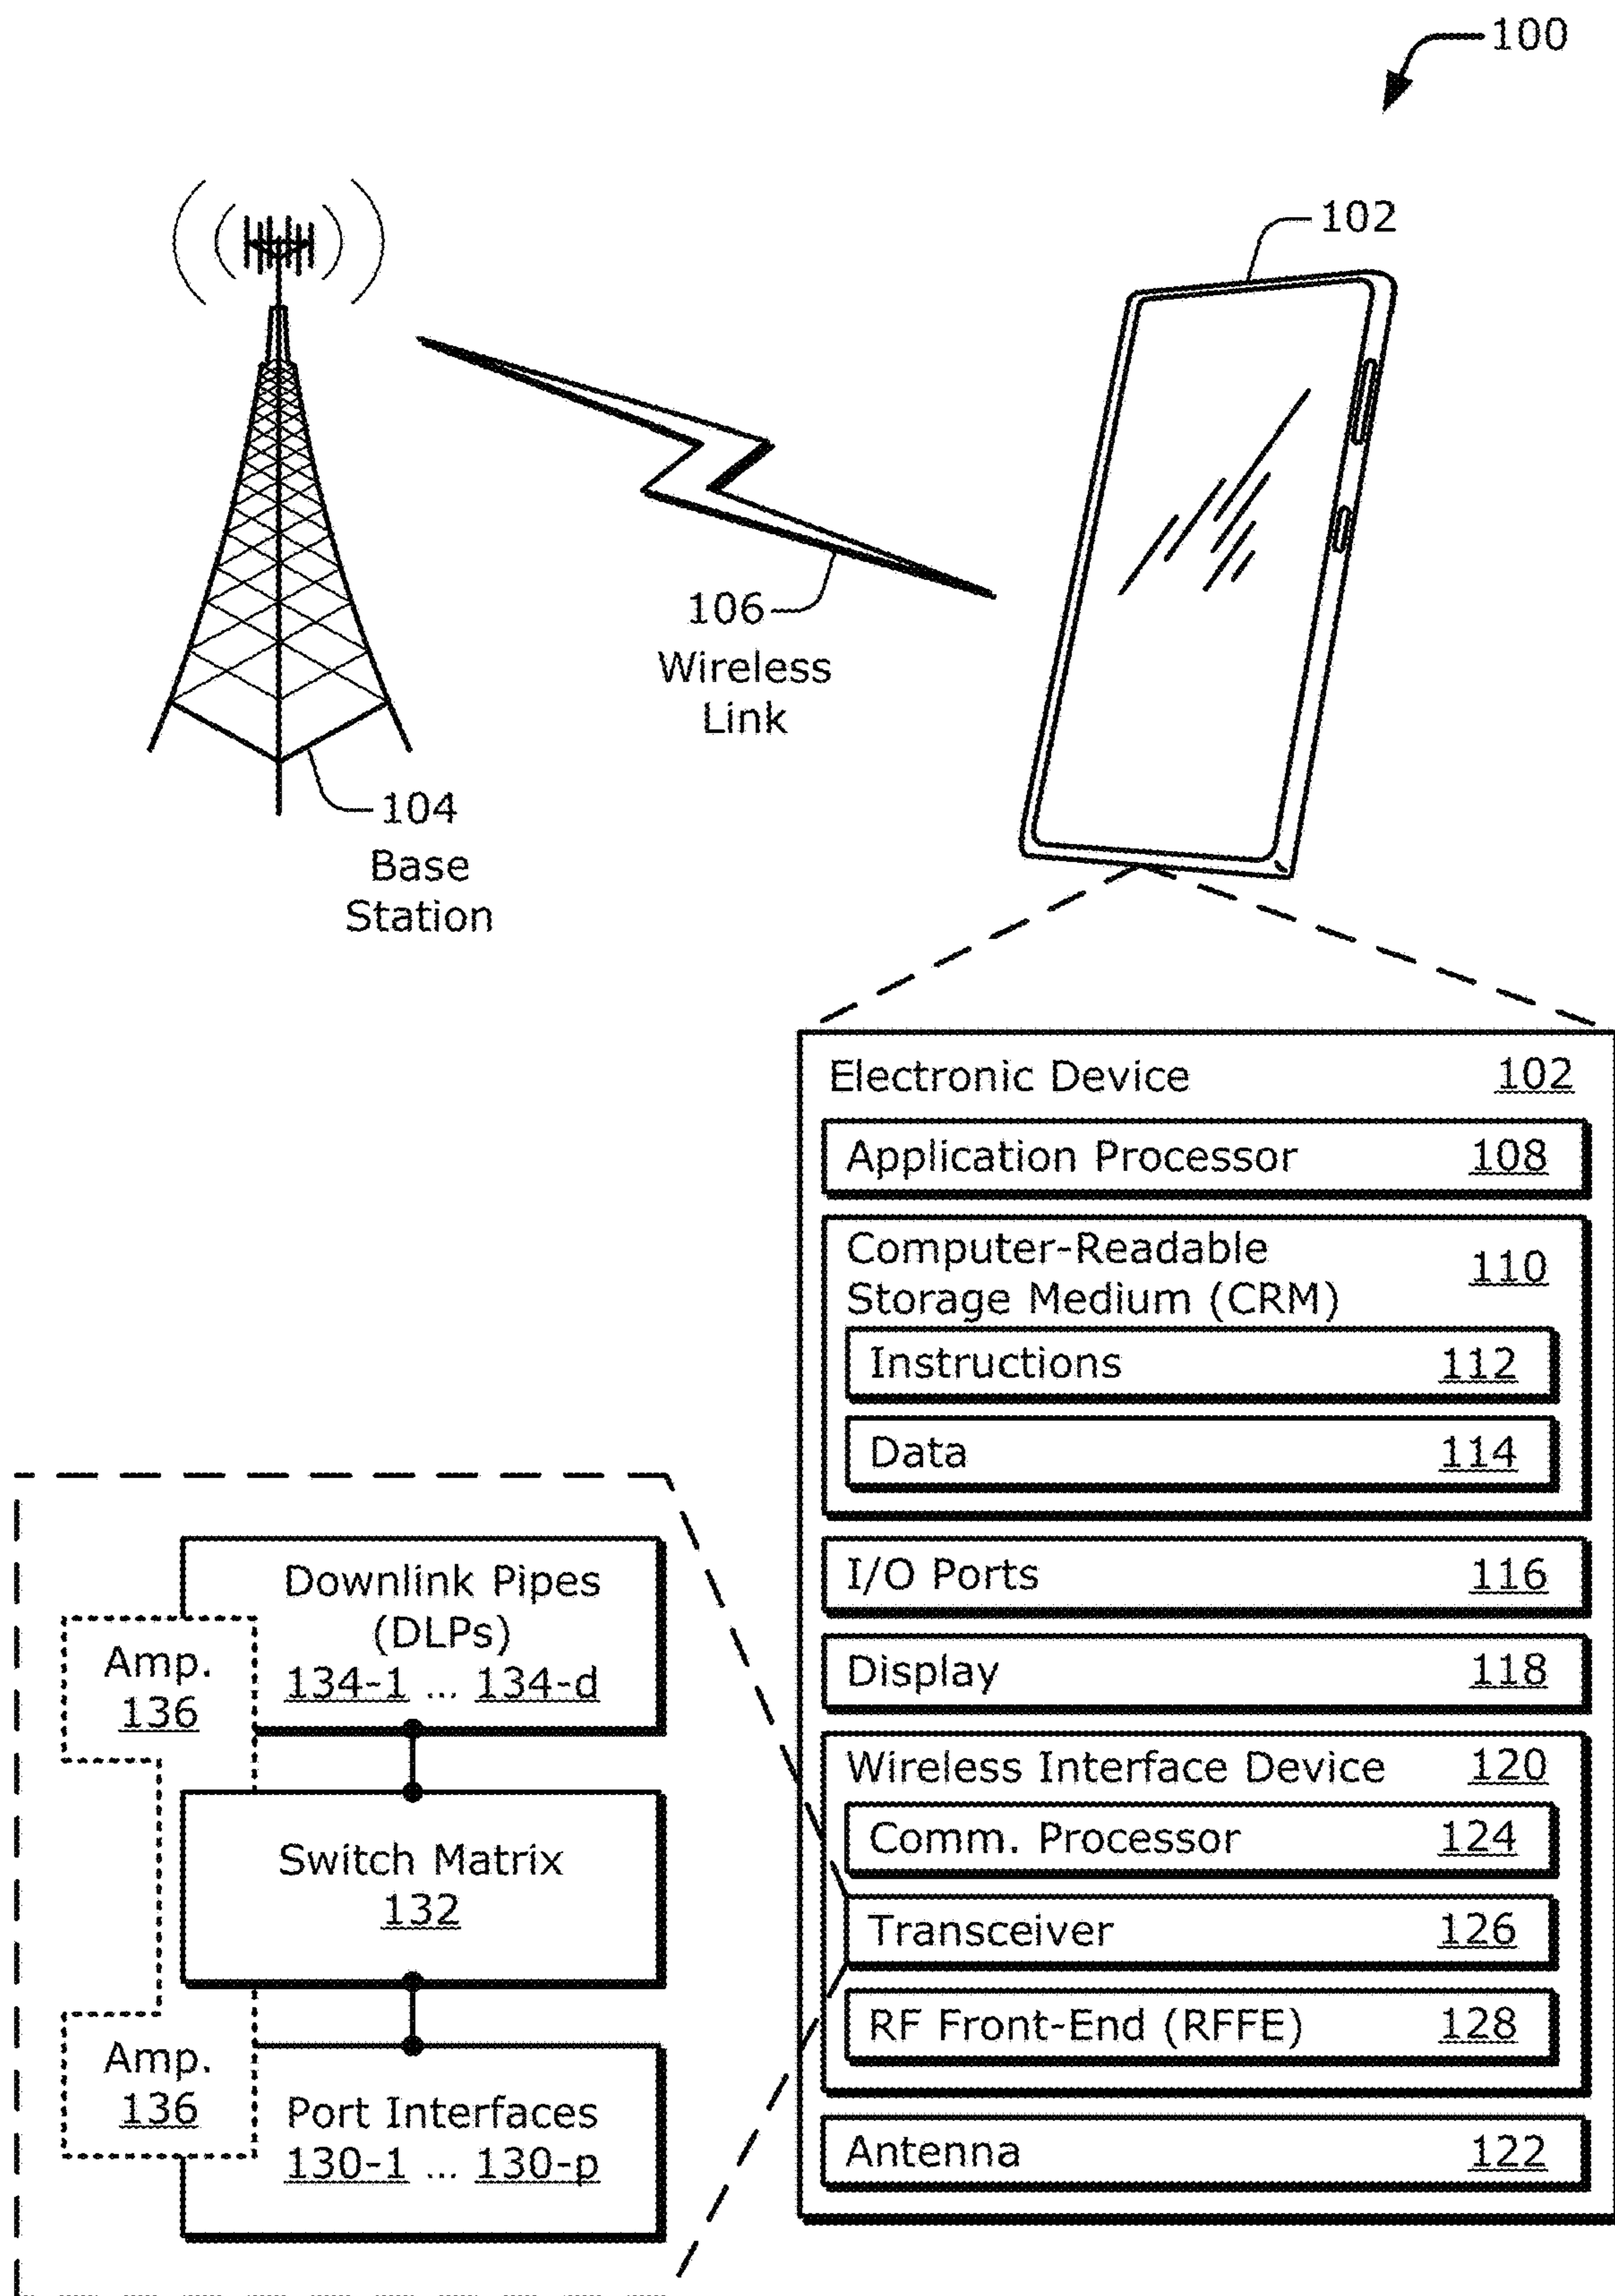 100
102
106
Wireless
Link
104
Base
Station
Electronic Device 102
Application Processor 108
Computer-Readable
Storage Medium (CRM) 110
Instructions 112
Data 114
I/O Ports 116
Display 118
Wireless Interface Device 120
Comm. Processor 124
Transceiver 126
RF Front-End (RFFE) 128
Antenna 122
Downlink Pipes
(DLPs)
134-1 ... 134-d
Amp.
136
Switch Matrix
132
Amp.
136
Port Interfaces
130-1 ... 130-p